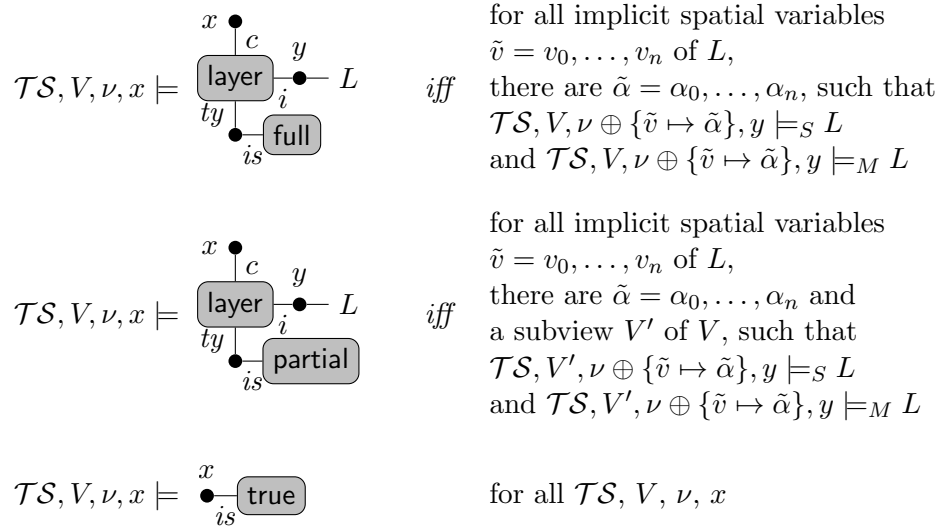 x
c y
𝒯𝒮, V, ν, x ⊨ layer L iff
i
ty
full
is
for all implicit spatial variables
ṽ = v₀, . . . , vₙ of L,
there are α̃ = α₀, . . . , αₙ, such that
𝒯𝒮, V, ν ⊕ {ṽ ↦ α̃}, y ⊨_S L
and 𝒯𝒮, V, ν ⊕ {ṽ ↦ α̃}, y ⊨_M L
x
c y
𝒯𝒮, V, ν, x ⊨ layer L iff
i
ty
partial
is
for all implicit spatial variables
ṽ = v₀, . . . , vₙ of L,
there are α̃ = α₀, . . . , αₙ and
a subview V′ of V, such that
𝒯𝒮, V′, ν ⊕ {ṽ ↦ α̃}, y ⊨_S L
and 𝒯𝒮, V′, ν ⊕ {ṽ ↦ α̃}, y ⊨_M L
x
𝒯𝒮, V, ν, x ⊨ true for all 𝒯𝒮, V, ν, x
is